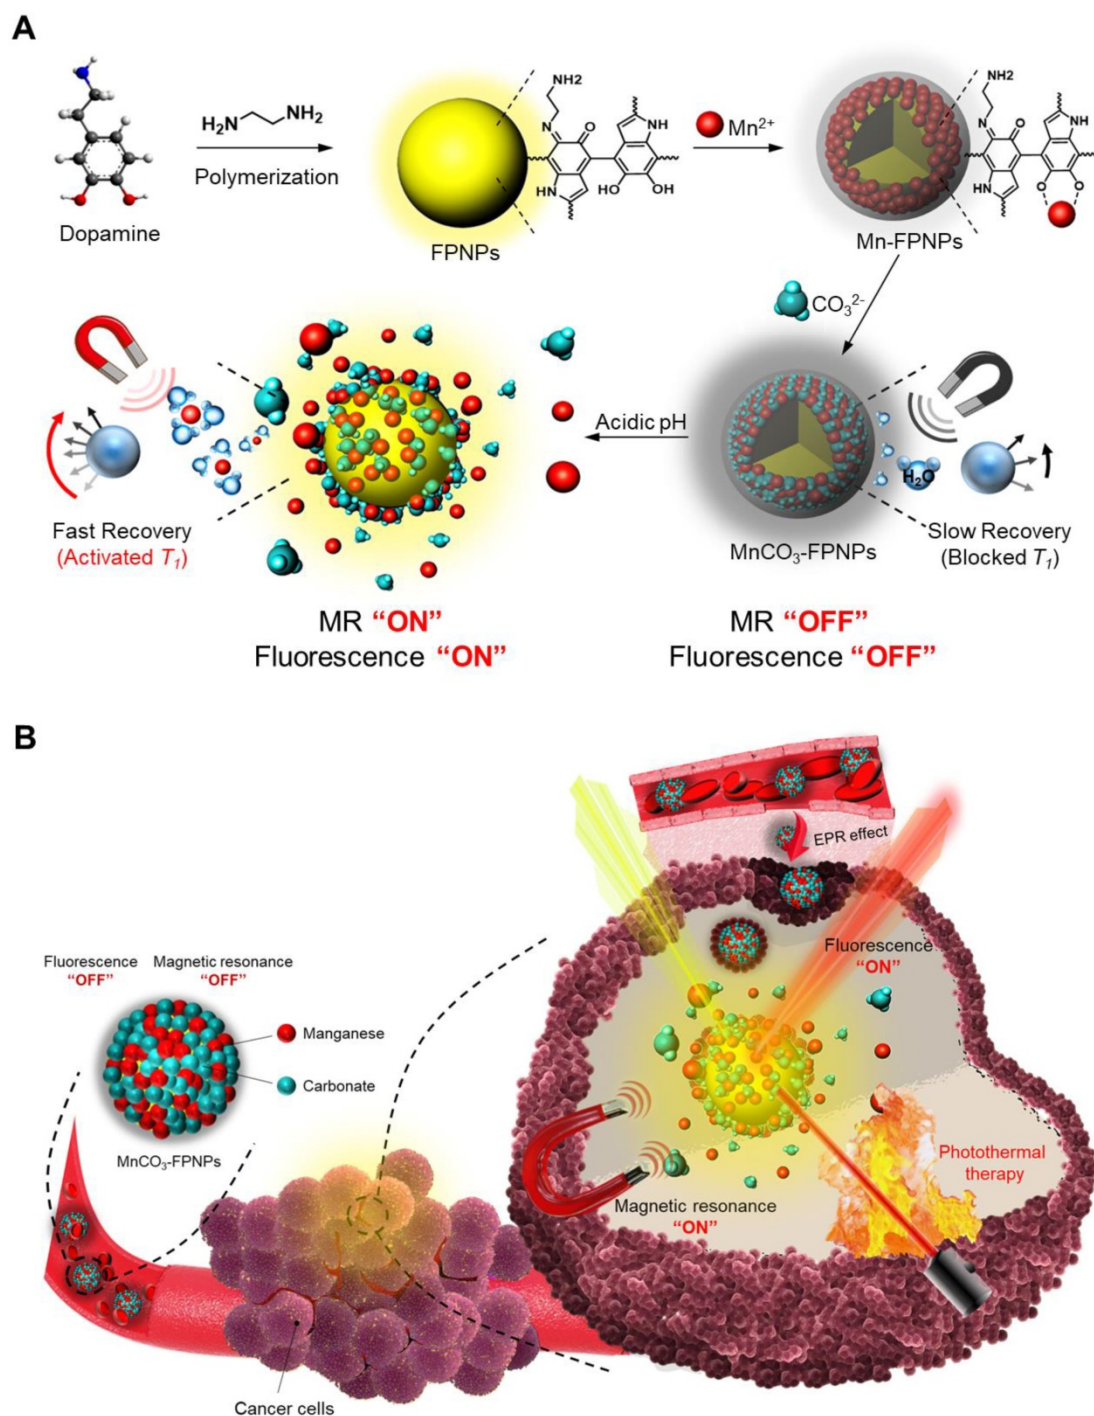 A
Dopamine
H₂N NH₂
Polymerization
FPNPs
NH2
N
O
HN
NH
HO OH
Mn²⁺
Mn-FPNPs
NH2
N
O
HN
NH
O O
CO₃²⁻
Acidic pH
MnCO₃-FPNPs
H₂O
Slow Recovery
(Blocked T₁)
Fast Recovery
(Activated T₁)
MR “ON”
Fluorescence “ON”
MR “OFF”
Fluorescence “OFF”
B
EPR effect
Fluorescence
“ON”
Fluorescence
“OFF”
Magnetic resonance
“OFF”
Manganese
Carbonate
MnCO₃-FPNPs
Magnetic resonance
“ON”
Photothermal
therapy
Cancer cells